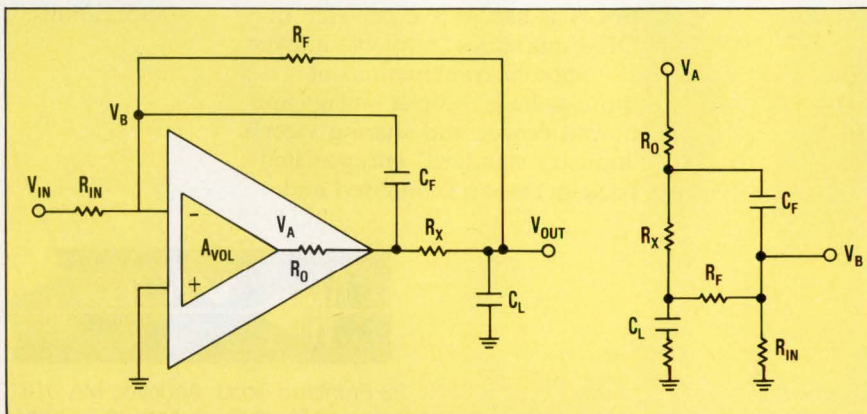 R_F
V_B
C_F
V_IN
R_IN
-
A_VOL
+
V_A
R_O
R_X
V_OUT
C_L
V_A
R_O
C_F
R_X
V_B
R_F
C_L
R_IN